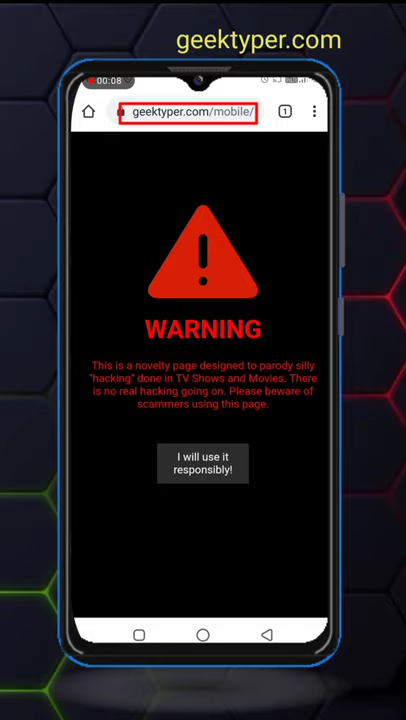 geektyper.com
00:08
geektyper.com/mobile/
1
WARNING
This is a novelty page designed to parody silly
"hacking" done in TV Shows and Movies. There
is no real hacking going on. Please beware of
scammers using this page.
I will use it
responsibly!